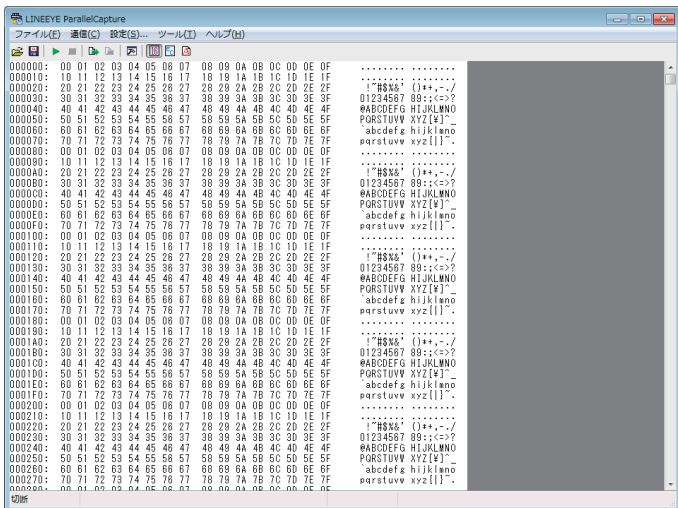 LINEEYE ParallelCapture
ファイル(F) 通信(C) 設定(S)... ツール(T) ヘルプ(H)
000000: 00 01 02 03 04 05 06 07 08 09 0A 0B 0C 0D 0E 0F ........ ........
000010: 10 11 12 13 14 15 16 17 18 19 1A 1B 1C 1D 1E 1F ........ ........
000020: 20 21 22 23 24 25 26 27 28 29 2A 2B 2C 2D 2E 2F !"#$%&' ()*+,-./
000030: 30 31 32 33 34 35 36 37 38 39 3A 3B 3C 3D 3E 3F 01234567 89:;<=>?
000040: 40 41 42 43 44 45 46 47 48 49 4A 4B 4C 4D 4E 4F @ABCDEFG HIJKLMNO
000050: 50 51 52 53 54 55 56 57 58 59 5A 5B 5C 5D 5E 5F PQRSTUVW XYZ[¥]^_
000060: 60 61 62 63 64 65 66 67 68 69 6A 6B 6C 6D 6E 6F `abcdefg hijklmno
000070: 70 71 72 73 74 75 76 77 78 79 7A 7B 7C 7D 7E 7F pqrstuvw xyz{|}‾.
000080: 00 01 02 03 04 05 06 07 08 09 0A 0B 0C 0D 0E 0F ........ ........
000090: 10 11 12 13 14 15 16 17 18 19 1A 1B 1C 1D 1E 1F ........ ........
0000A0: 20 21 22 23 24 25 26 27 28 29 2A 2B 2C 2D 2E 2F !"#$%&' ()*+,-./
0000B0: 30 31 32 33 34 35 36 37 38 39 3A 3B 3C 3D 3E 3F 01234567 89:;<=>?
0000C0: 40 41 42 43 44 45 46 47 48 49 4A 4B 4C 4D 4E 4F @ABCDEFG HIJKLMNO
0000D0: 50 51 52 53 54 55 56 57 58 59 5A 5B 5C 5D 5E 5F PQRSTUVW XYZ[¥]^_
0000E0: 60 61 62 63 64 65 66 67 68 69 6A 6B 6C 6D 6E 6F `abcdefg hijklmno
0000F0: 70 71 72 73 74 75 76 77 78 79 7A 7B 7C 7D 7E 7F pqrstuvw xyz{|}‾.
000100: 00 01 02 03 04 05 06 07 08 09 0A 0B 0C 0D 0E 0F ........ ........
000110: 10 11 12 13 14 15 16 17 18 19 1A 1B 1C 1D 1E 1F ........ ........
000120: 20 21 22 23 24 25 26 27 28 29 2A 2B 2C 2D 2E 2F !"#$%&' ()*+,-./
000130: 30 31 32 33 34 35 36 37 38 39 3A 3B 3C 3D 3E 3F 01234567 89:;<=>?
000140: 40 41 42 43 44 45 46 47 48 49 4A 4B 4C 4D 4E 4F @ABCDEFG HIJKLMNO
000150: 50 51 52 53 54 55 56 57 58 59 5A 5B 5C 5D 5E 5F PQRSTUVW XYZ[¥]^_
000160: 60 61 62 63 64 65 66 67 68 69 6A 6B 6C 6D 6E 6F `abcdefg hijklmno
000170: 70 71 72 73 74 75 76 77 78 79 7A 7B 7C 7D 7E 7F pqrstuvw xyz{|}‾.
000180: 00 01 02 03 04 05 06 07 08 09 0A 0B 0C 0D 0E 0F ........ ........
000190: 10 11 12 13 14 15 16 17 18 19 1A 1B 1C 1D 1E 1F ........ ........
0001A0: 20 21 22 23 24 25 26 27 28 29 2A 2B 2C 2D 2E 2F !"#$%&' ()*+,-./
0001B0: 30 31 32 33 34 35 36 37 38 39 3A 3B 3C 3D 3E 3F 01234567 89:;<=>?
0001C0: 40 41 42 43 44 45 46 47 48 49 4A 4B 4C 4D 4E 4F @ABCDEFG HIJKLMNO
0001D0: 50 51 52 53 54 55 56 57 58 59 5A 5B 5C 5D 5E 5F PQRSTUVW XYZ[¥]^_
0001E0: 60 61 62 63 64 65 66 67 68 69 6A 6B 6C 6D 6E 6F `abcdefg hijklmno
0001F0: 70 71 72 73 74 75 76 77 78 79 7A 7B 7C 7D 7E 7F pqrstuvw xyz{|}‾.
000200: 00 01 02 03 04 05 06 07 08 09 0A 0B 0C 0D 0E 0F ........ ........
000210: 10 11 12 13 14 15 16 17 18 19 1A 1B 1C 1D 1E 1F ........ ........
000220: 20 21 22 23 24 25 26 27 28 29 2A 2B 2C 2D 2E 2F !"#$%&' ()*+,-./
000230: 30 31 32 33 34 35 36 37 38 39 3A 3B 3C 3D 3E 3F 01234567 89:;<=>?
000240: 40 41 42 43 44 45 46 47 48 49 4A 4B 4C 4D 4E 4F @ABCDEFG HIJKLMNO
000250: 50 51 52 53 54 55 56 57 58 59 5A 5B 5C 5D 5E 5F PQRSTUVW XYZ[¥]^_
000260: 60 61 62 63 64 65 66 67 68 69 6A 6B 6C 6D 6E 6F `abcdefg hijklmno
000270: 70 71 72 73 74 75 76 77 78 79 7A 7B 7C 7D 7E 7F pqrstuvw xyz{|}‾.
切断